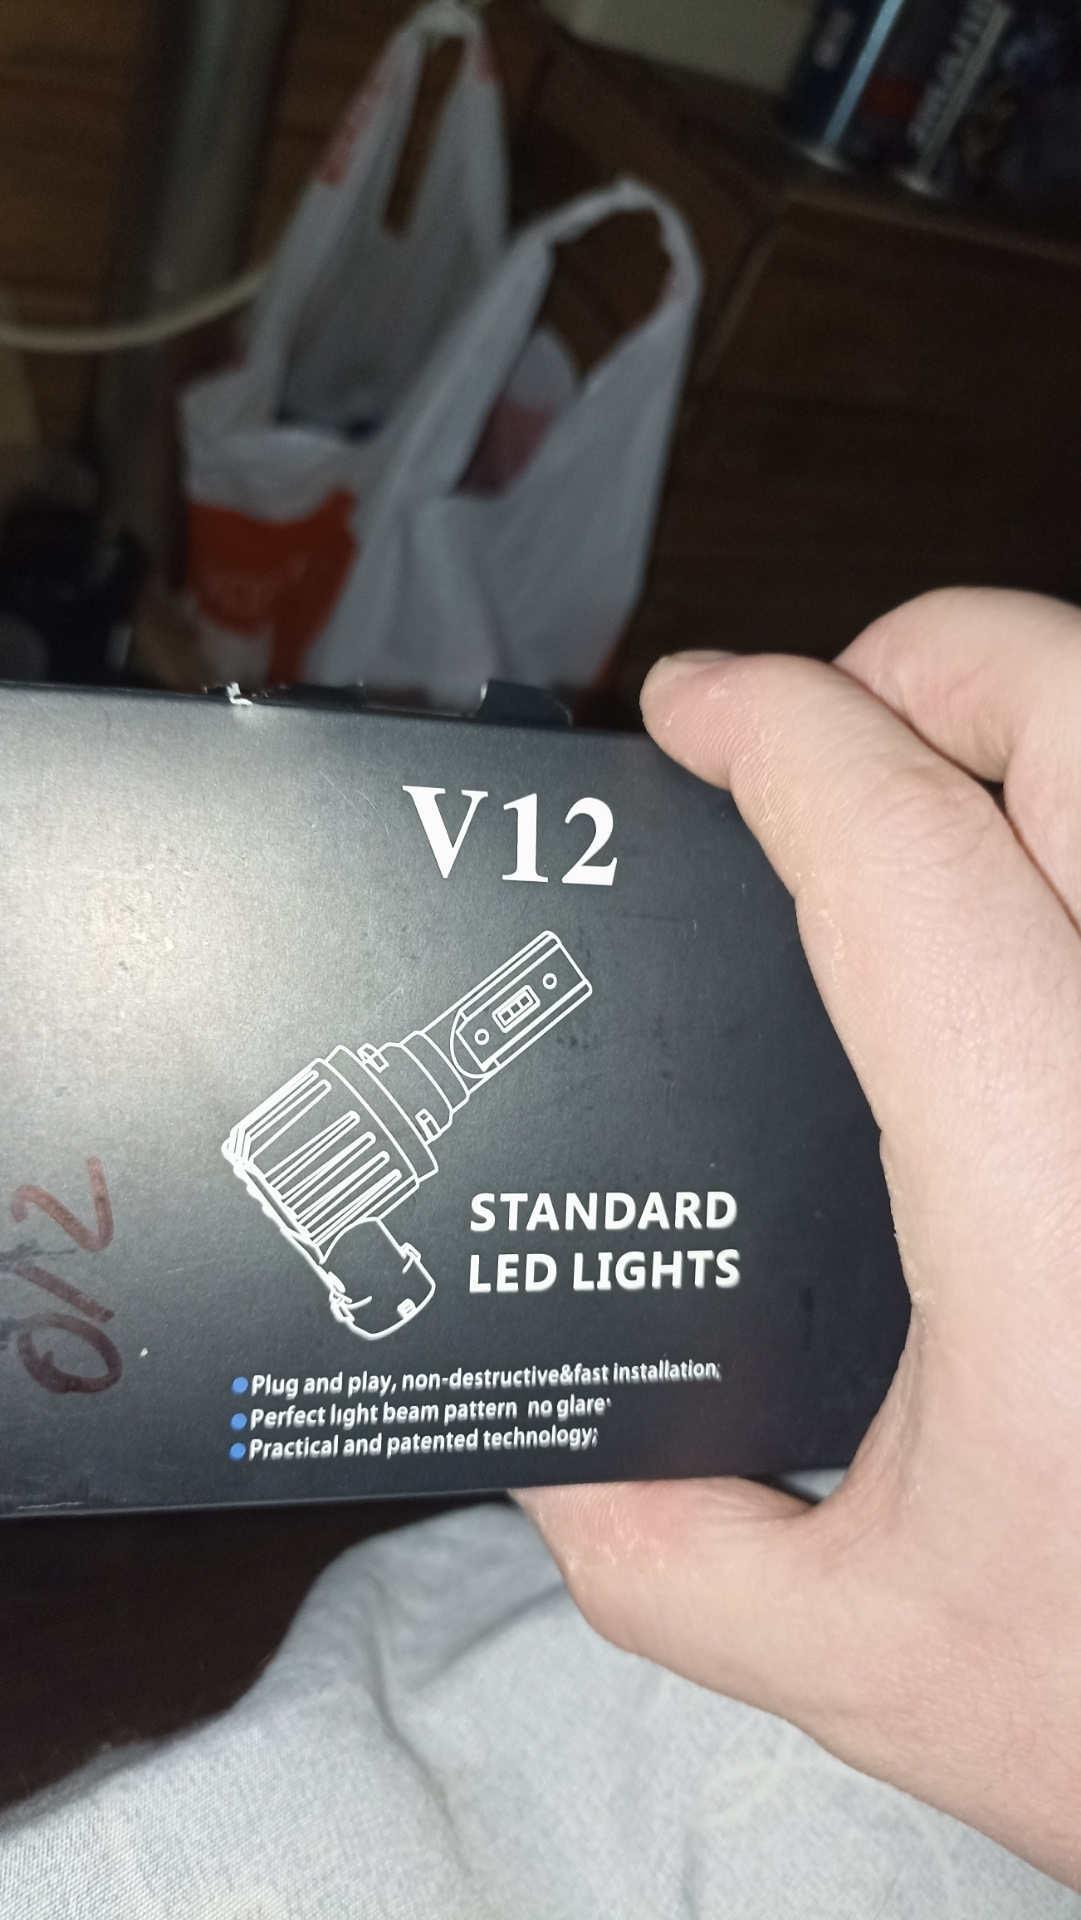 V12
STANDARD
LED LIGHTS
Plug and play, non-destructive&fast installation;
Perfect light beam pattern no glare
Practical and patented technology;
012